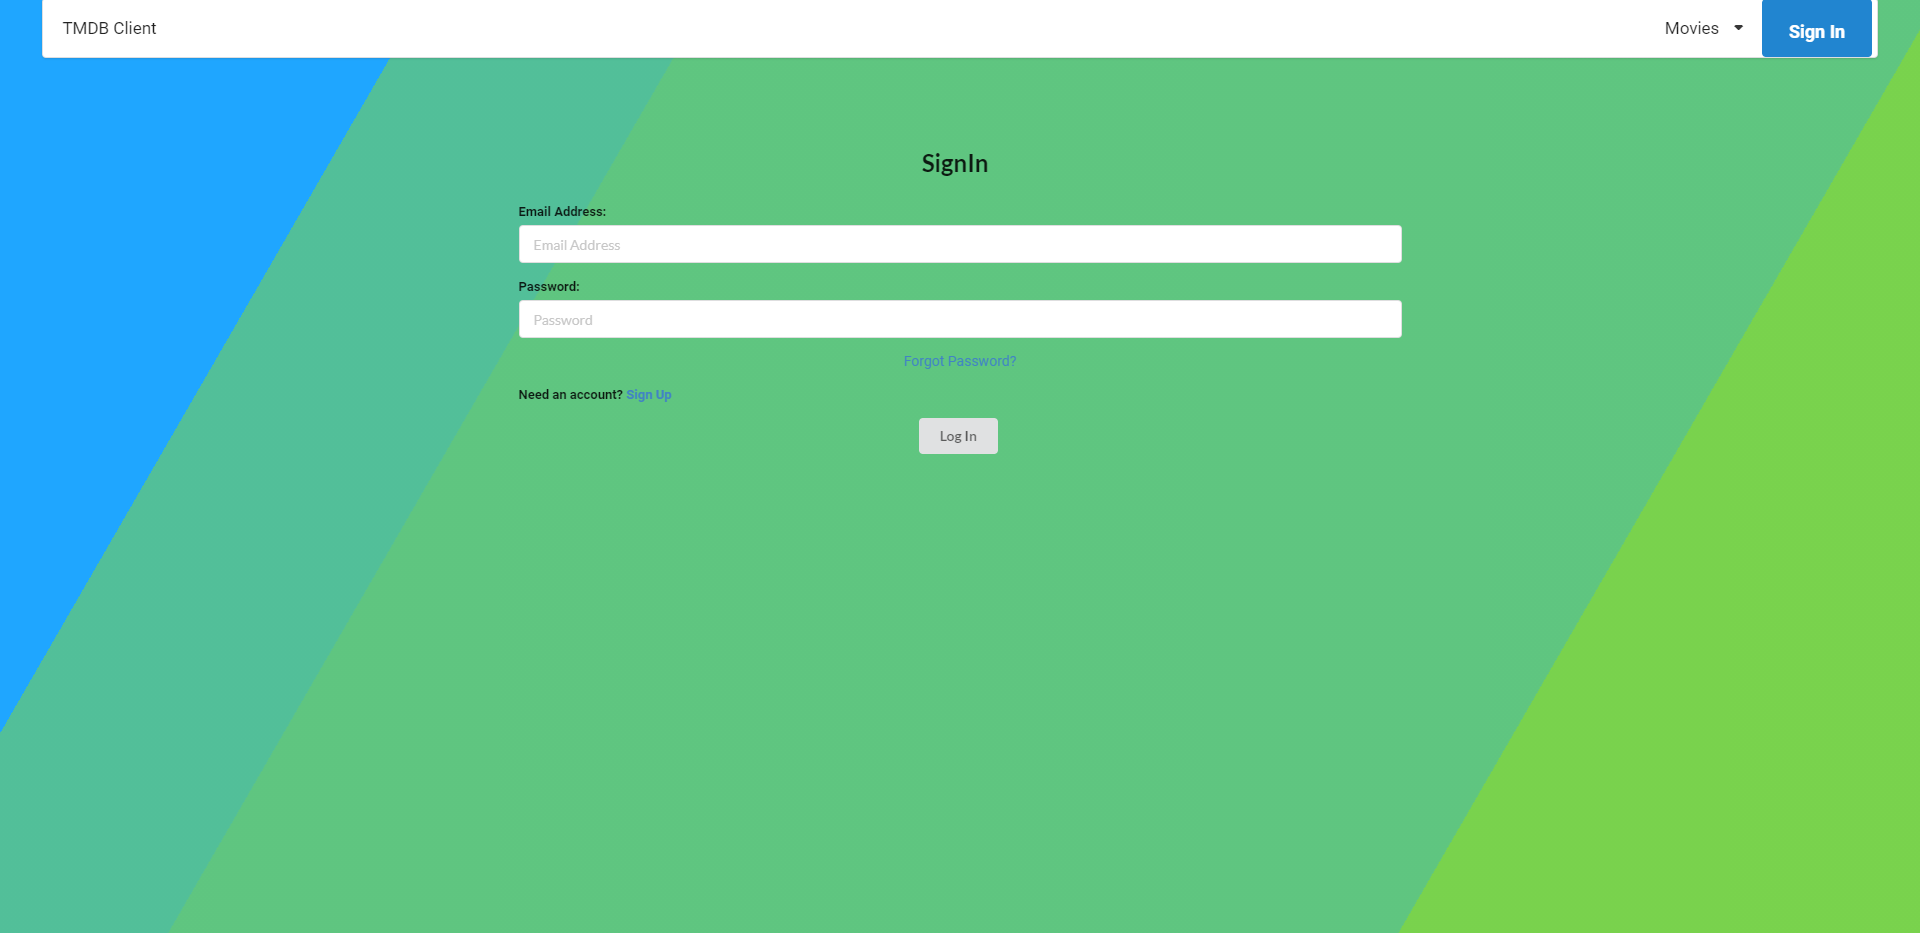 TMDB Client Movies Sign In
SignIn
Email Address:
Email Address
Password:
Password
Forgot Password?
Need an account? Sign Up
Log In